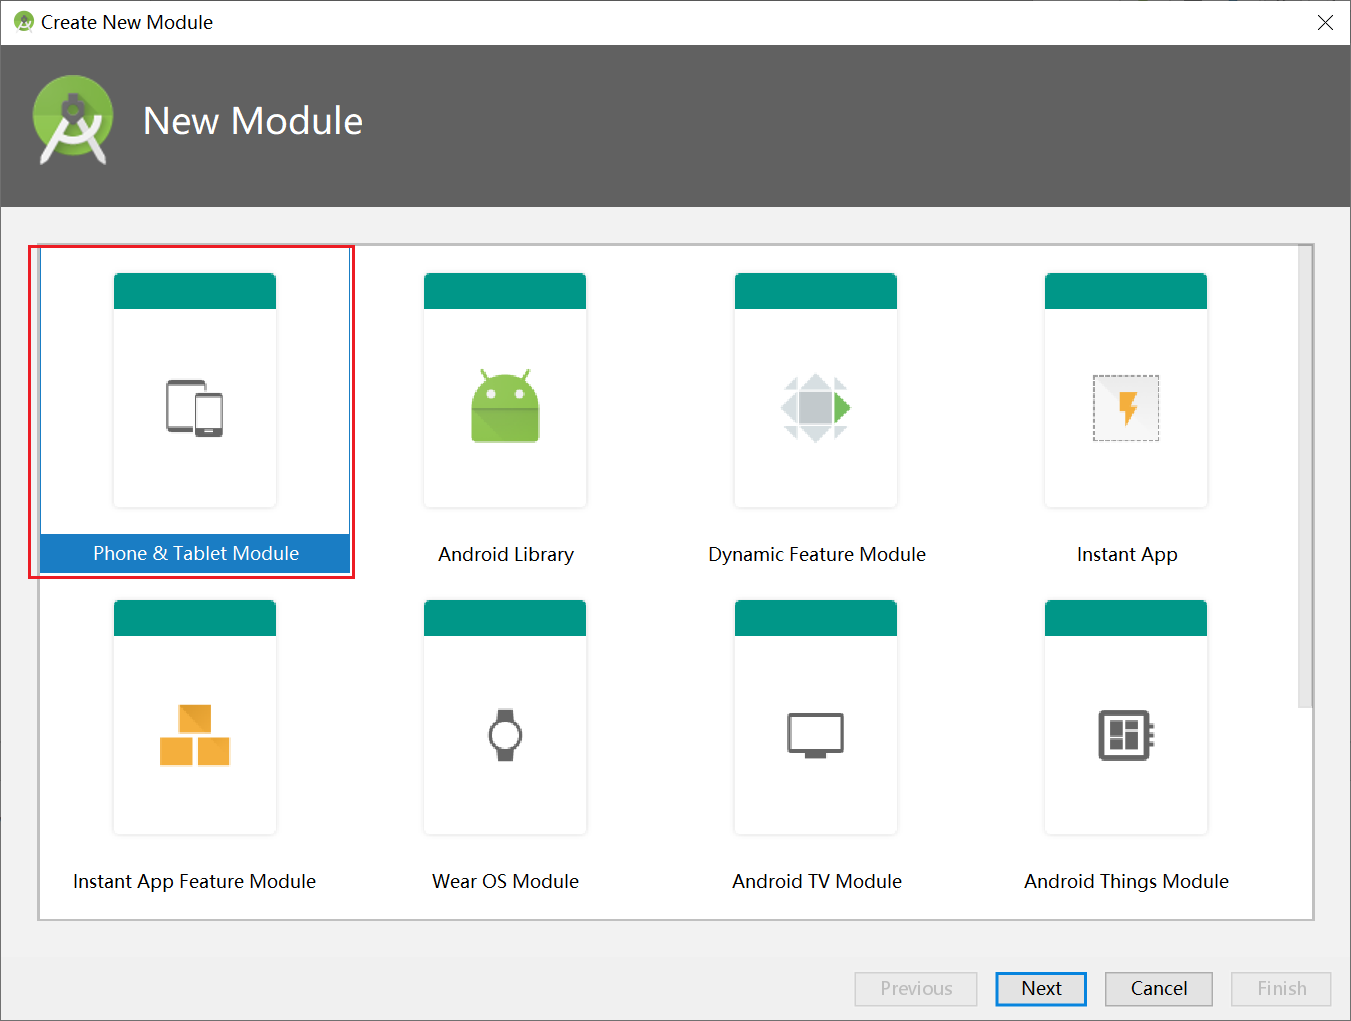 Create New Module
New Module
Phone & Tablet Module
Android Library
Dynamic Feature Module
Instant App
Instant App Feature Module
Wear OS Module
Android TV Module
Android Things Module
Previous
Next
Cancel
Finish